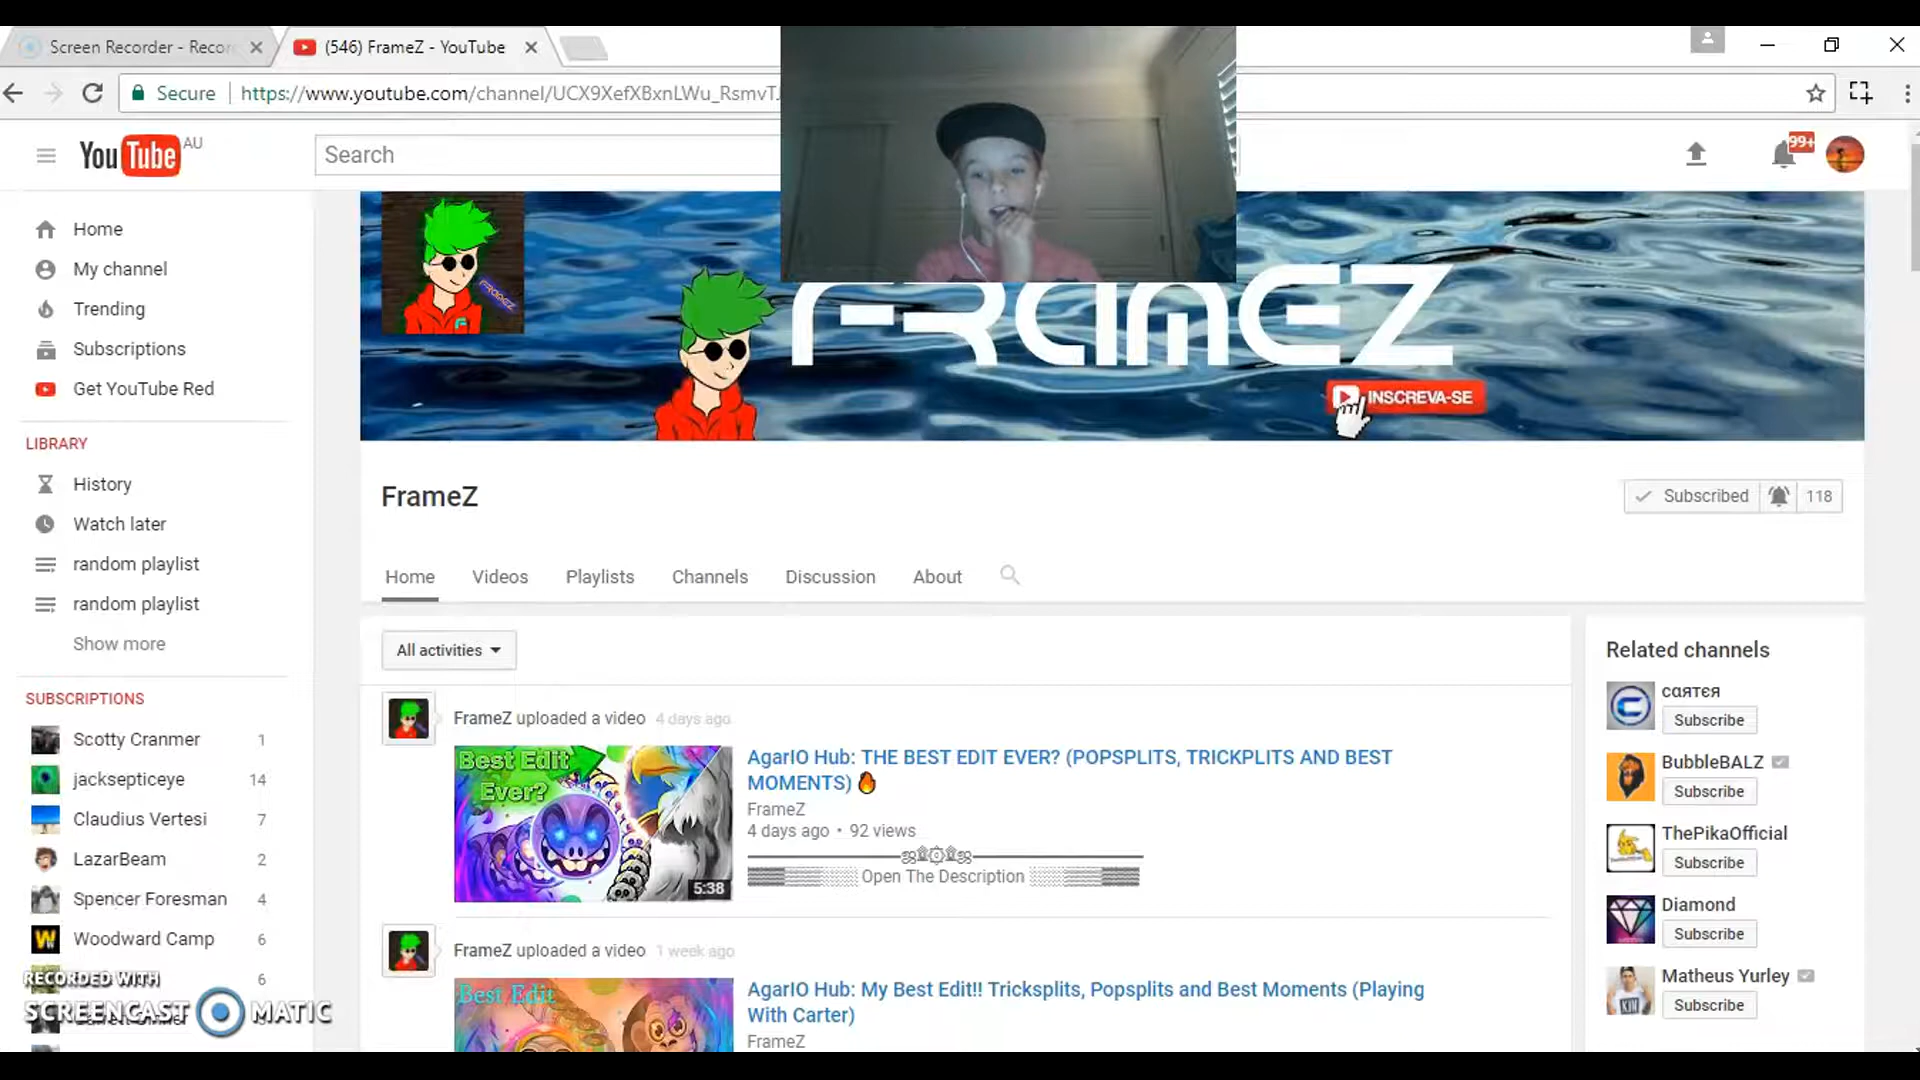 Screen Recorder - Recor
(546) FrameZ - YouTube
Secure
https://www.youtube.com/channel/UCX9XefXBxnLWu_RsmvTJ
YouTube AU
Search
99+
Home
My channel
Trending
Subscriptions
Get YouTube Red
LIBRARY
History
Watch later
random playlist
random playlist
Show more
SUBSCRIPTIONS
Scotty Cranmer 1
jacksepticeye 14
Claudius Vertesi 7
LazarBeam 2
Spencer Foresman 4
Woodward Camp 6
6
RECORDED WITH
SCREENCAST MATIC
FRAMEZ
FRAMEZ
INSCREVA-SE
FrameZ
Subscribed 118
Home Videos Playlists Channels Discussion About
All activities
FrameZ uploaded a video 4 days ago
Best Edit
Ever?
5:38
AgarIO Hub: THE BEST EDIT EVER? (POPSPLITS, TRICKPLITS AND BEST
MOMENTS) 🔥
FrameZ
4 days ago • 92 views
Open The Description
FrameZ uploaded a video 1 week ago
Best Edit
AgarIO Hub: My Best Edit!! Tricksplits, Popsplits and Best Moments (Playing
With Carter)
FrameZ
Related channels
cαятєя
Subscribe
BubbleBALZ
Subscribe
ThePikaOfficial
Subscribe
Diamond
Subscribe
Matheus Yurley
Subscribe